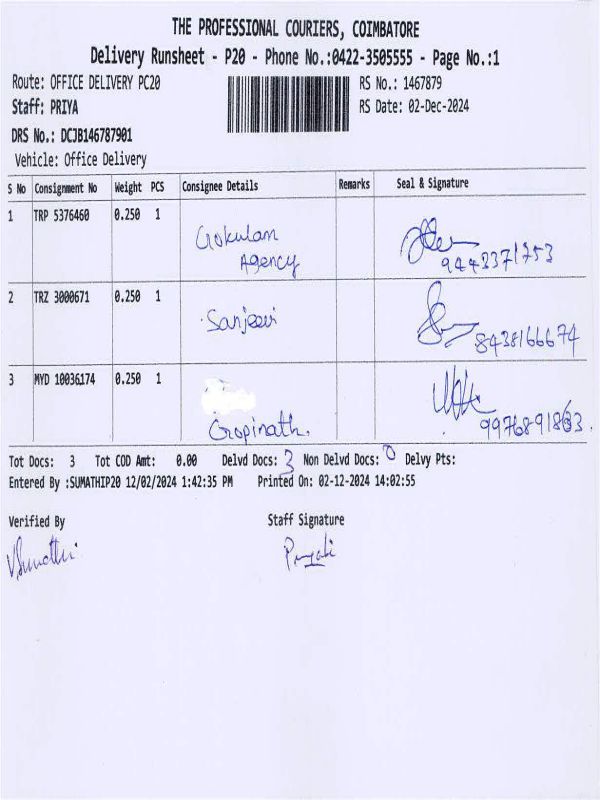 THE PROFESSIONAL COURIERS, COIMBATORE
Delivery Runsheet - P20 - Phone No.:0422-3505555 - Page No.:1
Route: OFFICE DELIVERY PC20 RS No.: 1467879
Staff: PRIYA RS Date: 02-Dec-2024
DRS No.: DCJB146787901
Vehicle: Office Delivery
S No Consignment No Weight PCS Consignee Details Remarks Seal & Signature
1 TRP 5376460 0.250 1
Gokulam
Agency 9443371753
2 TRZ 3000671 0.250 1
Sanjeevi 8438166674
3 MYD 10036174 0.250 1
Gopinath. 9976891863.
Tot Docs: 3 Tot COD Amt: 0.00 Delvd Docs: 3 Non Delvd Docs: 0 Delvy Pts:
Entered By :SUMATHIP20 12/02/2024 1:42:35 PM Printed On: 02-12-2024 14:02:55
Verified By Staff Signature
V.Sumathi